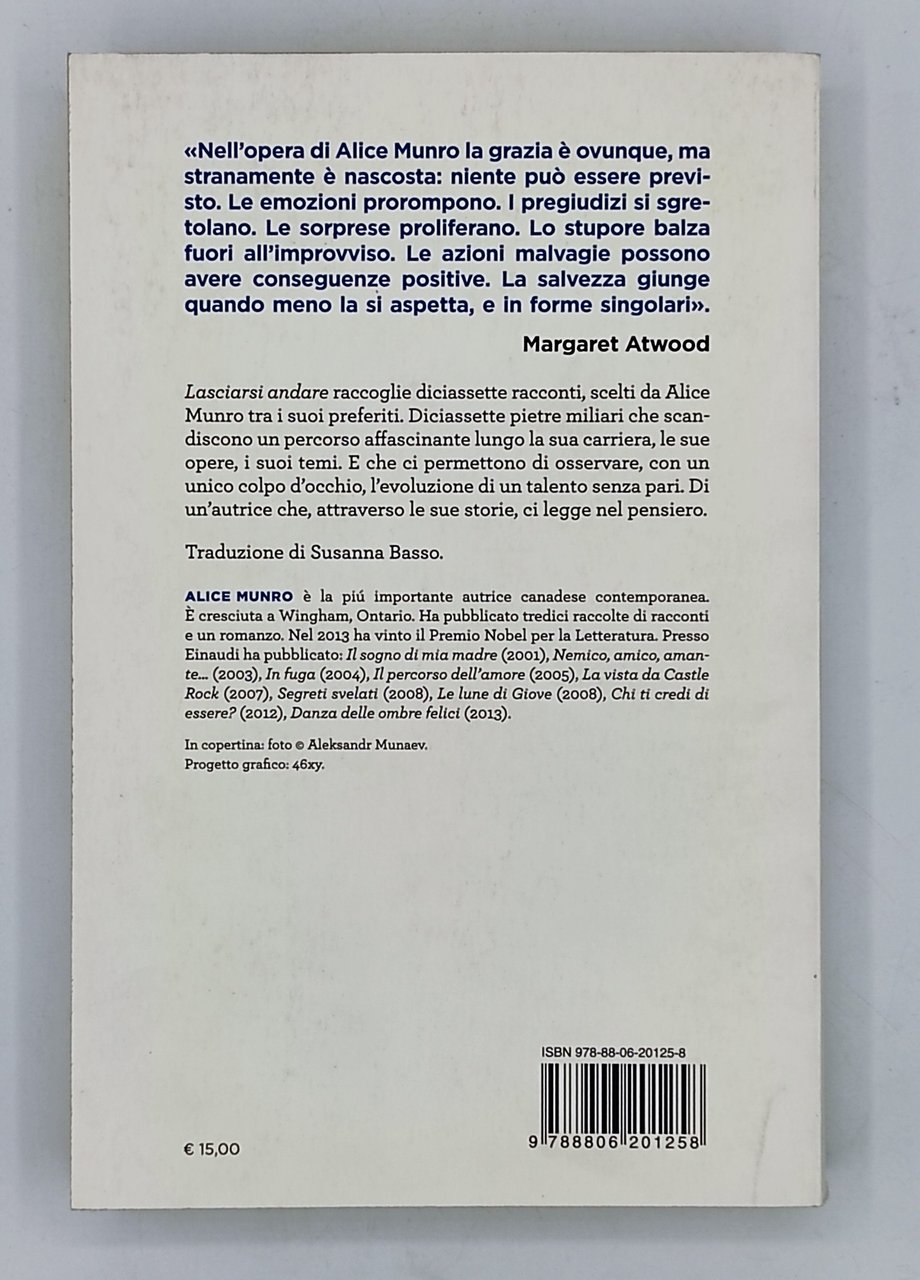 «Nell'opera di Alice Munro la grazia è ovunque, ma
stranamente è nascosta: niente può essere previ-
sto. Le emozioni prorompono. I pregiudizi si sgre-
tolano. Le sorprese proliferano. Lo stupore balza
fuori all'improvviso. Le azioni malvagie possono
avere conseguenze positive. La salvezza giunge
quando meno la si aspetta, e in forme singolari».
Margaret Atwood
Lasciarsi andare raccoglie diciassette racconti, scelti da Alice
Munro tra i suoi preferiti. Diciassette pietre miliari che scan-
discono un percorso affascinante lungo la sua carriera, le sue
opere, i suoi temi. E che ci permettono di osservare, con un
unico colpo d'occhio, l'evoluzione di un talento senza pari. Di
un'autrice che, attraverso le sue storie, ci legge nel pensiero.
Traduzione di Susanna Basso.
ALICE MUNRO è la piú importante autrice canadese contemporanea.
È cresciuta a Wingham, Ontario. Ha pubblicato tredici raccolte di racconti
e un romanzo. Nel 2013 ha vinto il Premio Nobel per la Letteratura. Presso
Einaudi ha pubblicato: Il sogno di mia madre (2001), Nemico, amico, aman-
te... (2003), In fuga (2004), Il percorso dell'amore (2005), La vista da Castle
Rock (2007), Segreti svelati (2008), Le lune di Giove (2008), Chi ti credi di
essere? (2012), Danza delle ombre felici (2013).
In copertina: foto © Aleksandr Munaev.
Progetto grafico: 46xy.
ISBN 978-88-06-20125-8
9 788806 201258
€ 15,00